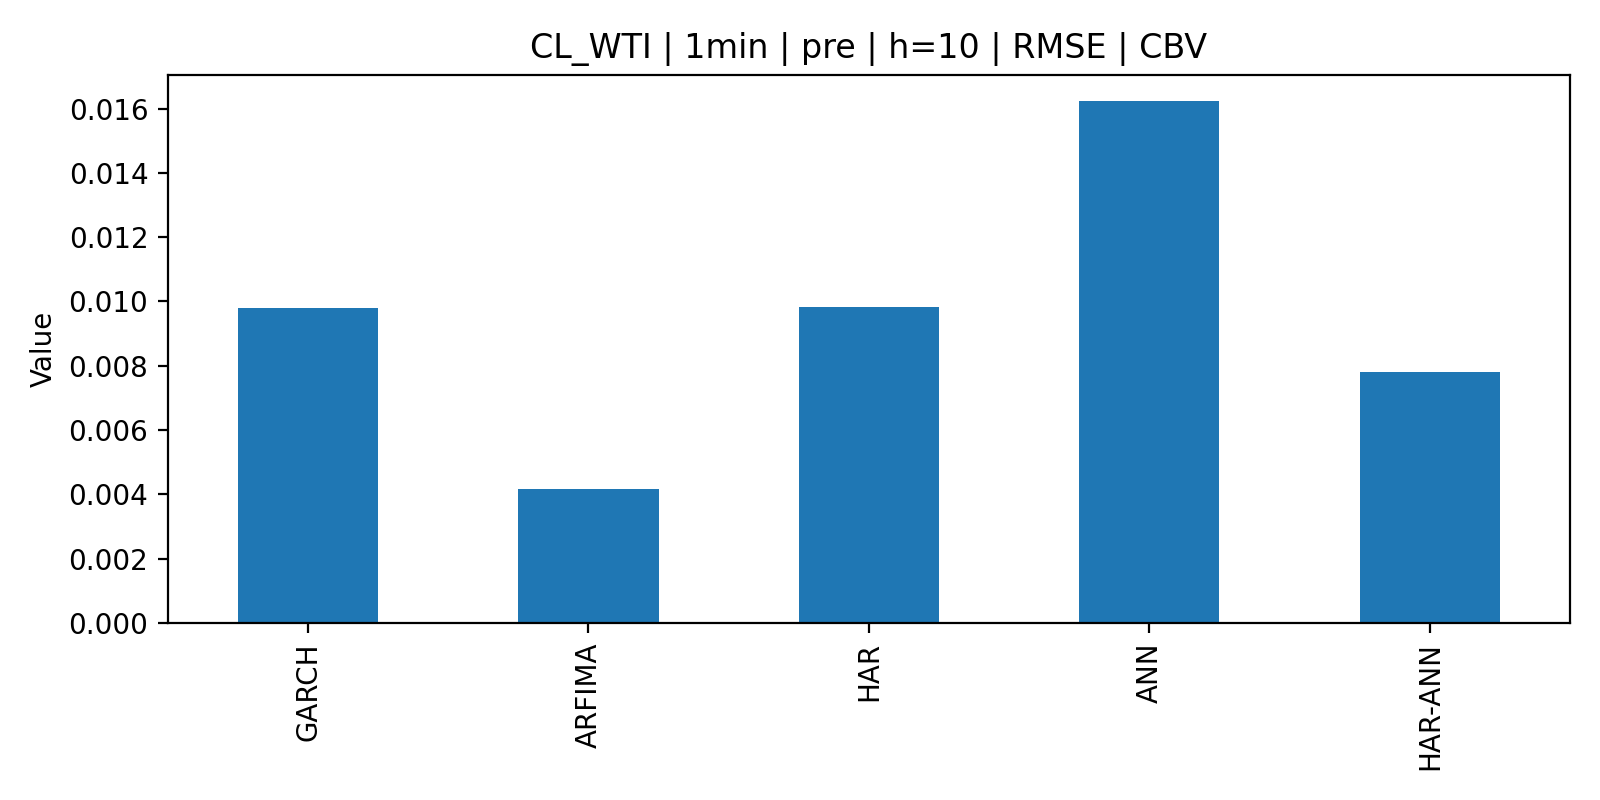 CL_WTI | 1min | pre | h=10 | RMSE | CBV
Value
0.016
0.014
0.012
0.010
0.008
0.006
0.004
0.002
0.000
GARCH
ARFIMA
HAR
ANN
HAR-ANN